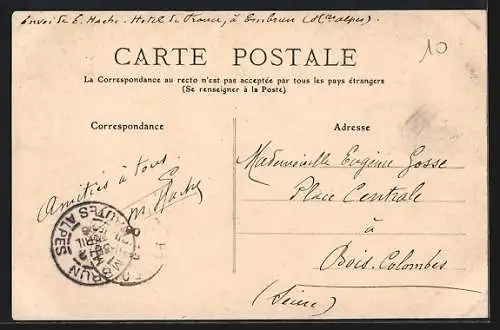 Envoi de E. Hache - Hotel de France, à Embrun (Htes alpes).
10
CARTE POSTALE
La Correspondance au recto n'est pas acceptée par tous les pays étrangers
(Se renseigner à la Poste)
Correspondance
Adresse
Amitiés à tous
M. Hache
EMBRUN
HAUTES ALPES
Mademoiselle Eugénie Gosse
Place Centrale
à
Bois-Colombes
(Seine)